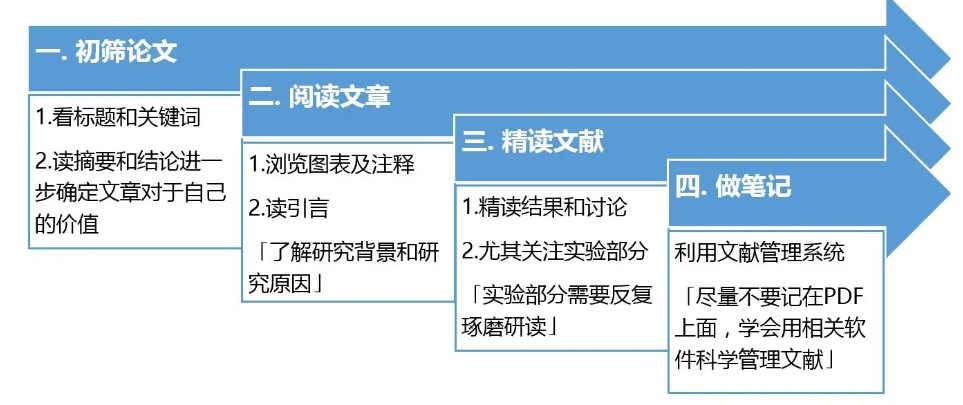 一. 初筛论文
1.看标题和关键词
2.读摘要和结论进一
步确定文章对于自己
的价值
二. 阅读文章
1.浏览图表及注释
2.读引言
「了解研究背景和研
究原因」
三. 精读文献
1.精读结果和讨论
2.尤其关注实验部分
「实验部分需要反复
琢磨研读」
四. 做笔记
利用文献管理系统
「尽量不要记在PDF
上面，学会用相关软
件科学管理文献」